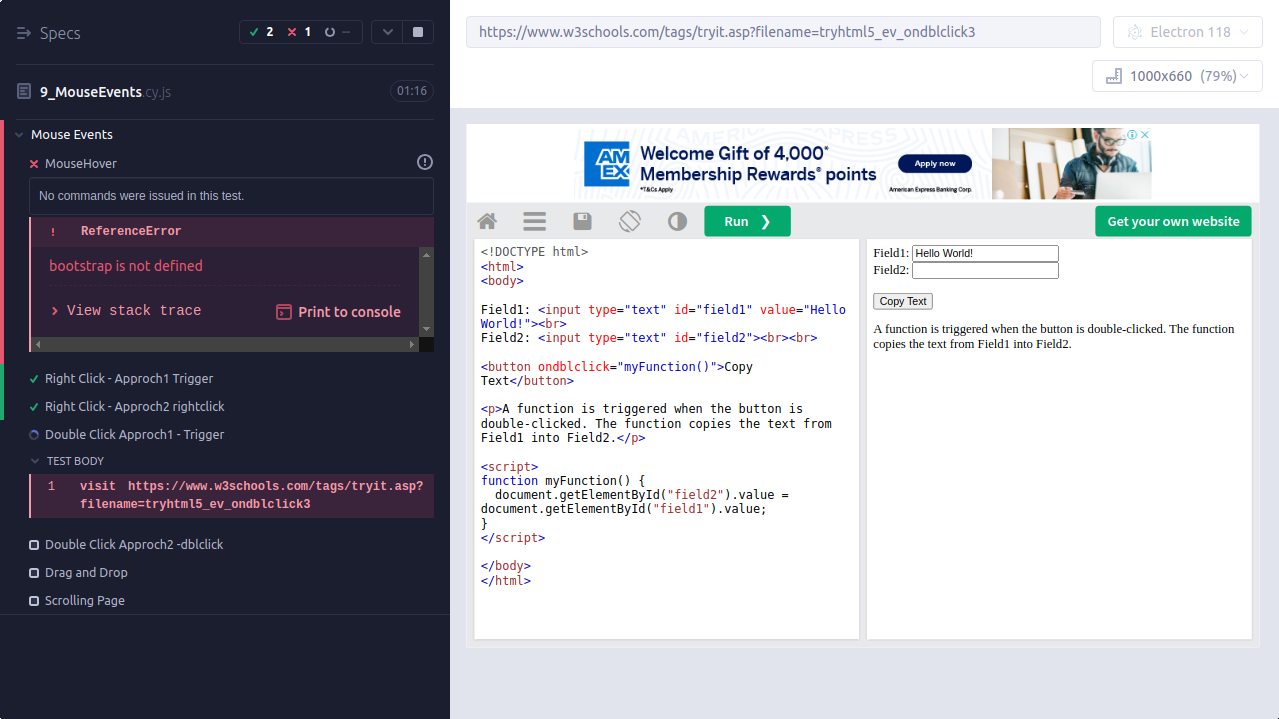 Specs
2
1
--
9_MouseEvents.cy.js
01:16
Mouse Events
MouseHover
No commands were issued in this test.
! ReferenceError
bootstrap is not defined
> View stack trace
Print to console
Right Click - Approch1 Trigger
Right Click - Approch2 rightclick
Double Click Approch1 - Trigger
TEST BODY
1 visit https://www.w3schools.com/tags/tryit.asp?
filename=tryhtml5_ev_ondblclick3
Double Click Approch2 -dblclick
Drag and Drop
Scrolling Page
https://www.w3schools.com/tags/tryit.asp?filename=tryhtml5_ev_ondblclick3
Electron 118
1000x660 (79%)
AMERICAN EXPRESS
AM
EX
Welcome Gift of 4,000*
Membership Rewards® points
*T&Cs Apply
Apply now
American Express Banking Corp.
Run ❯
Get your own website
<!DOCTYPE html>
<html>
<body>
Field1: <input type="text" id="field1" value="Hello
World!"><br>
Field2: <input type="text" id="field2"><br><br>
<button ondblclick="myFunction()">Copy
Text</button>
<p>A function is triggered when the button is
double-clicked. The function copies the text from
Field1 into Field2.</p>
<script>
function myFunction() {
  document.getElementById("field2").value =
document.getElementById("field1").value;
}
</script>
</body>
</html>
Field1: Hello World!
Field2:
Copy Text
A function is triggered when the button is double-clicked. The function
copies the text from Field1 into Field2.